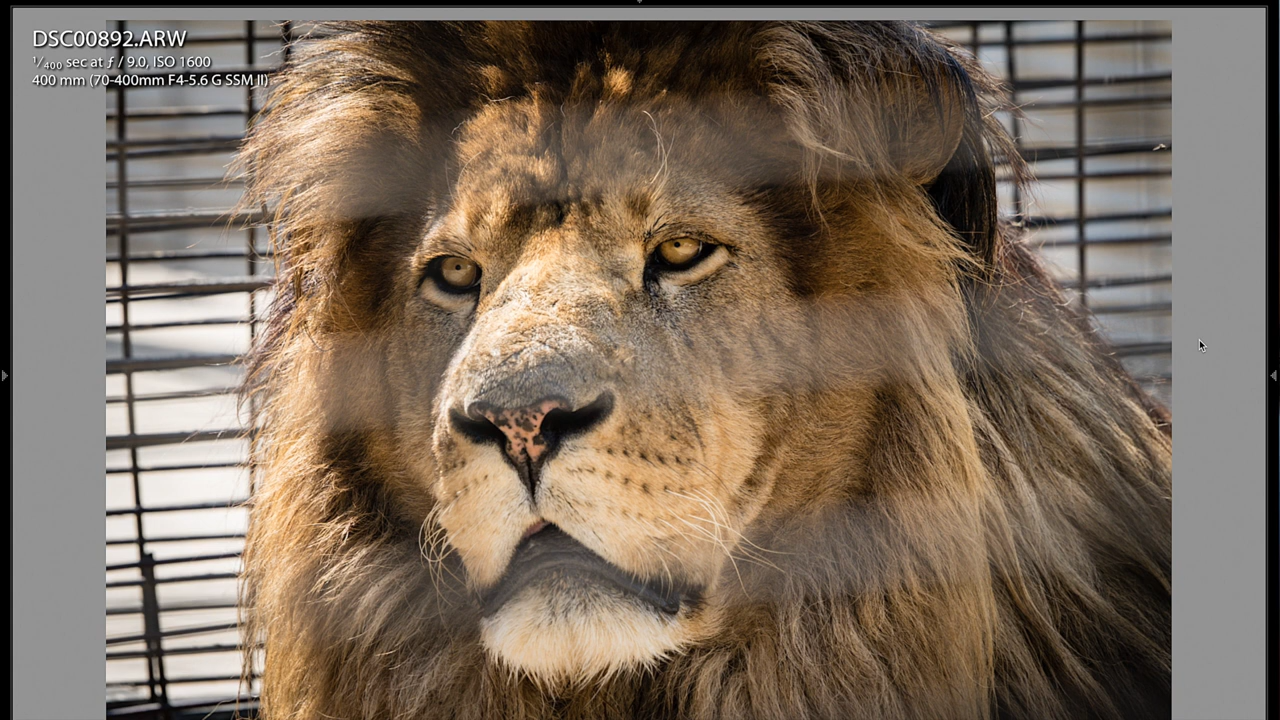 DSC00892.ARW
1/400 sec at ƒ / 9.0, ISO 1600
400 mm (70-400mm F4-5.6 G SSM II)